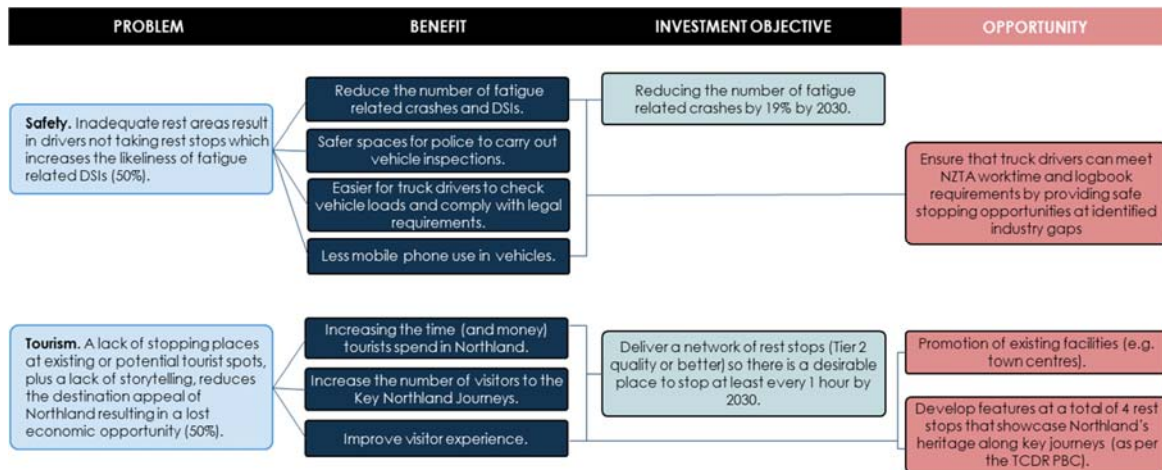 PROBLEM
BENEFIT
INVESTMENT OBJECTIVE
OPPORTUNITY
Safety. Inadequate rest areas result
in drivers not taking rest stops which
increases the likeliness of fatigue
related DSIs (50%).
Reduce the number of fatigue
related crashes and DSIs.
Safer spaces for police to carry out
vehicle inspections.
Easier for truck drivers to check
vehicle loads and comply with legal
requirements.
Less mobile phone use in vehicles.
Reducing the number of fatigue
related crashes by 19% by 2030.
Ensure that truck drivers can meet
NZTA worktime and logbook
requirements by providing safe
stopping opportunities at identified
industry gaps
Tourism. A lack of stopping places
at existing or potential tourist spots,
plus a lack of storytelling, reduces
the destination appeal of
Northland resulting in a lost
economic opportunity (50%).
Increasing the time (and money)
tourists spend in Northland.
Increase the number of visitors to the
Key Northland Journeys.
Improve visitor experience.
Deliver a network of rest stops (Tier 2
quality or better) so there is a desirable
place to stop at least every 1 hour by
2030.
Promotion of existing facilities (e.g.
town centres).
Develop features at a total of 4 rest
stops that showcase Northland's
heritage along key journeys (as per
the TCDR PBC).